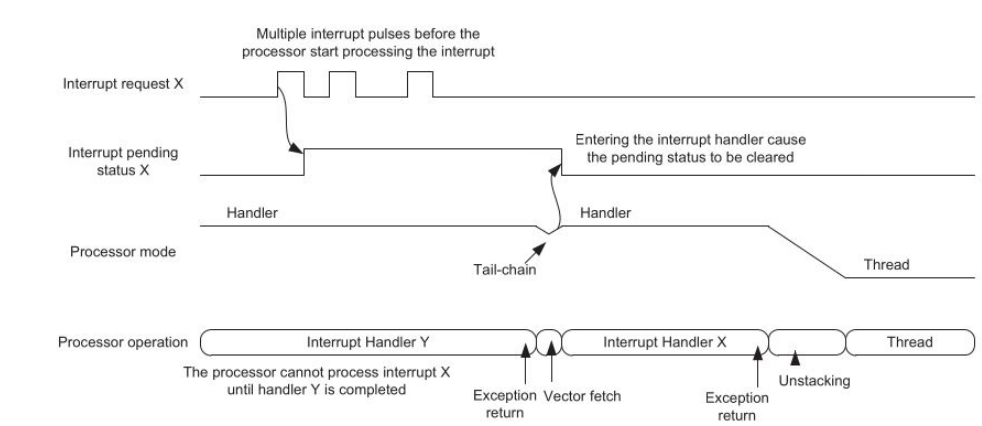 Multiple interrupt pulses before the
processor start processing the interrupt
Interrupt request X
Interrupt pending
status X
Entering the interrupt handler cause
the pending status to be cleared
Handler
Handler
Processor mode
Tail-chain
Thread
Processor operation
Interrupt Handler Y
Interrupt Handler X
Thread
The processor cannot process interrupt X
until handler Y is completed
Exception
return
Vector fetch
Exception
return
Unstacking